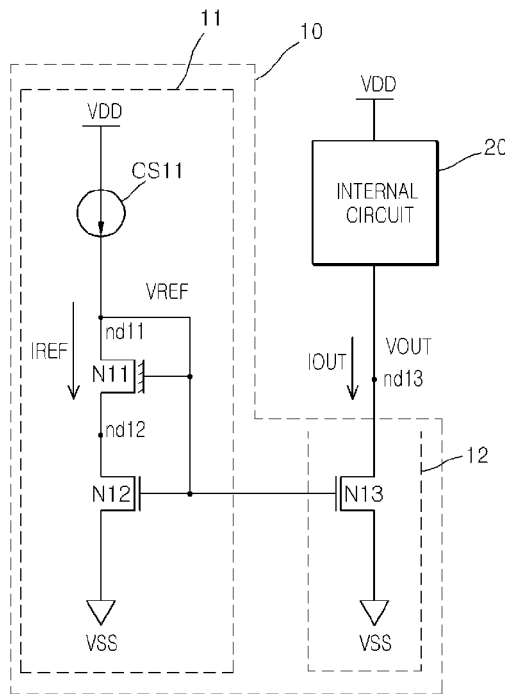 11
10
VDD
VDD
CS11
20
INTERNAL
CIRCUIT
VREF
nd11
IREF
N11
IOUT
VOUT
nd13
nd12
12
N12
N13
VSS
VSS